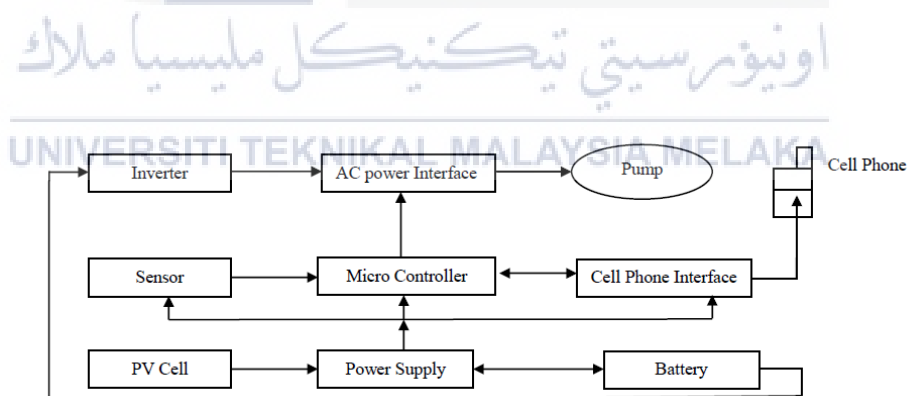 اونيۏرسيتي تيكنيكل مليسيا ملاك
UNIVERSITI TEKNIKAL MALAYSIA MELAKA
Inverter
AC power Interface
Pump
Cell Phone
Sensor
Micro Controller
Cell Phone Interface
PV Cell
Power Supply
Battery